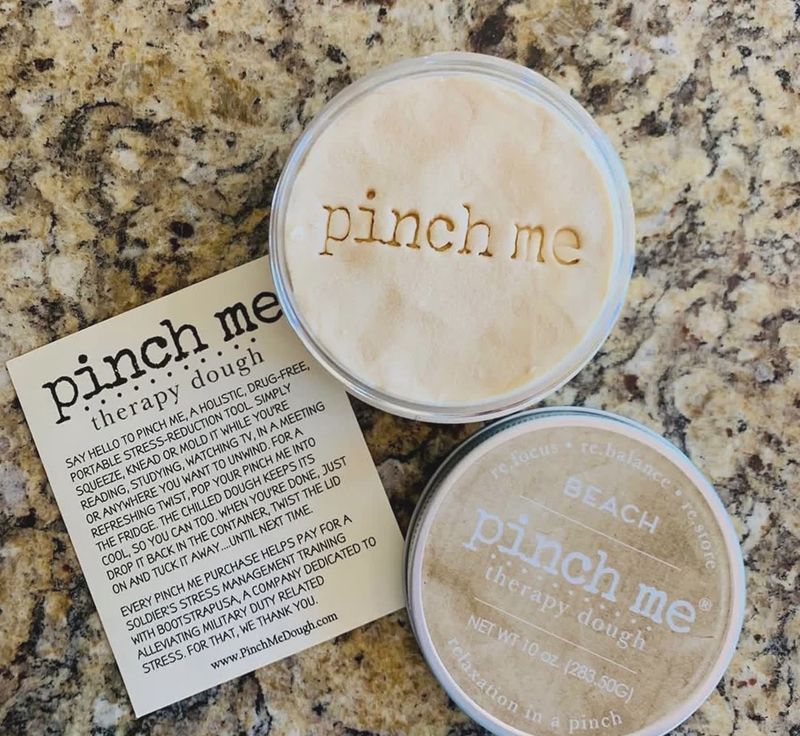 pinch me
pinch me
therapy dough
SAY HELLO TO PINCH ME, A HOLISTIC, DRUG-FREE,
PORTABLE STRESS-REDUCTION TOOL. SIMPLY
SQUEEZE, KNEAD OR MOLD IT WHILE YOU'RE
READING, STUDYING, WATCHING TV, IN A MEETING
OR ANYWHERE YOU WANT TO UNWIND. FOR A
REFRESHING TWIST, POP YOUR PINCH ME INTO
THE FRIDGE. THE CHILLED DOUGH KEEPS ITS
COOL. SO YOU CAN TOO. WHEN YOU'RE DONE, JUST
DROP IT BACK IN THE CONTAINER, TWIST THE LID
ON AND TUCK IT AWAY...UNTIL NEXT TIME.
EVERY PINCH ME PURCHASE HELPS PAY FOR A
SOLDIER'S STRESS MANAGEMENT TRAINING
WITH BOOTSTRAPUSA, A COMPANY DEDICATED TO
ALLEVIATING MILITARY DUTY RELATED
STRESS. FOR THAT, WE THANK YOU.
www.PinchMeDough.com
re.focus • re.balance • re.store
BEACH
pinch me®
therapy dough
NET WT 10 oz. (283.50G)
relaxation in a pinch